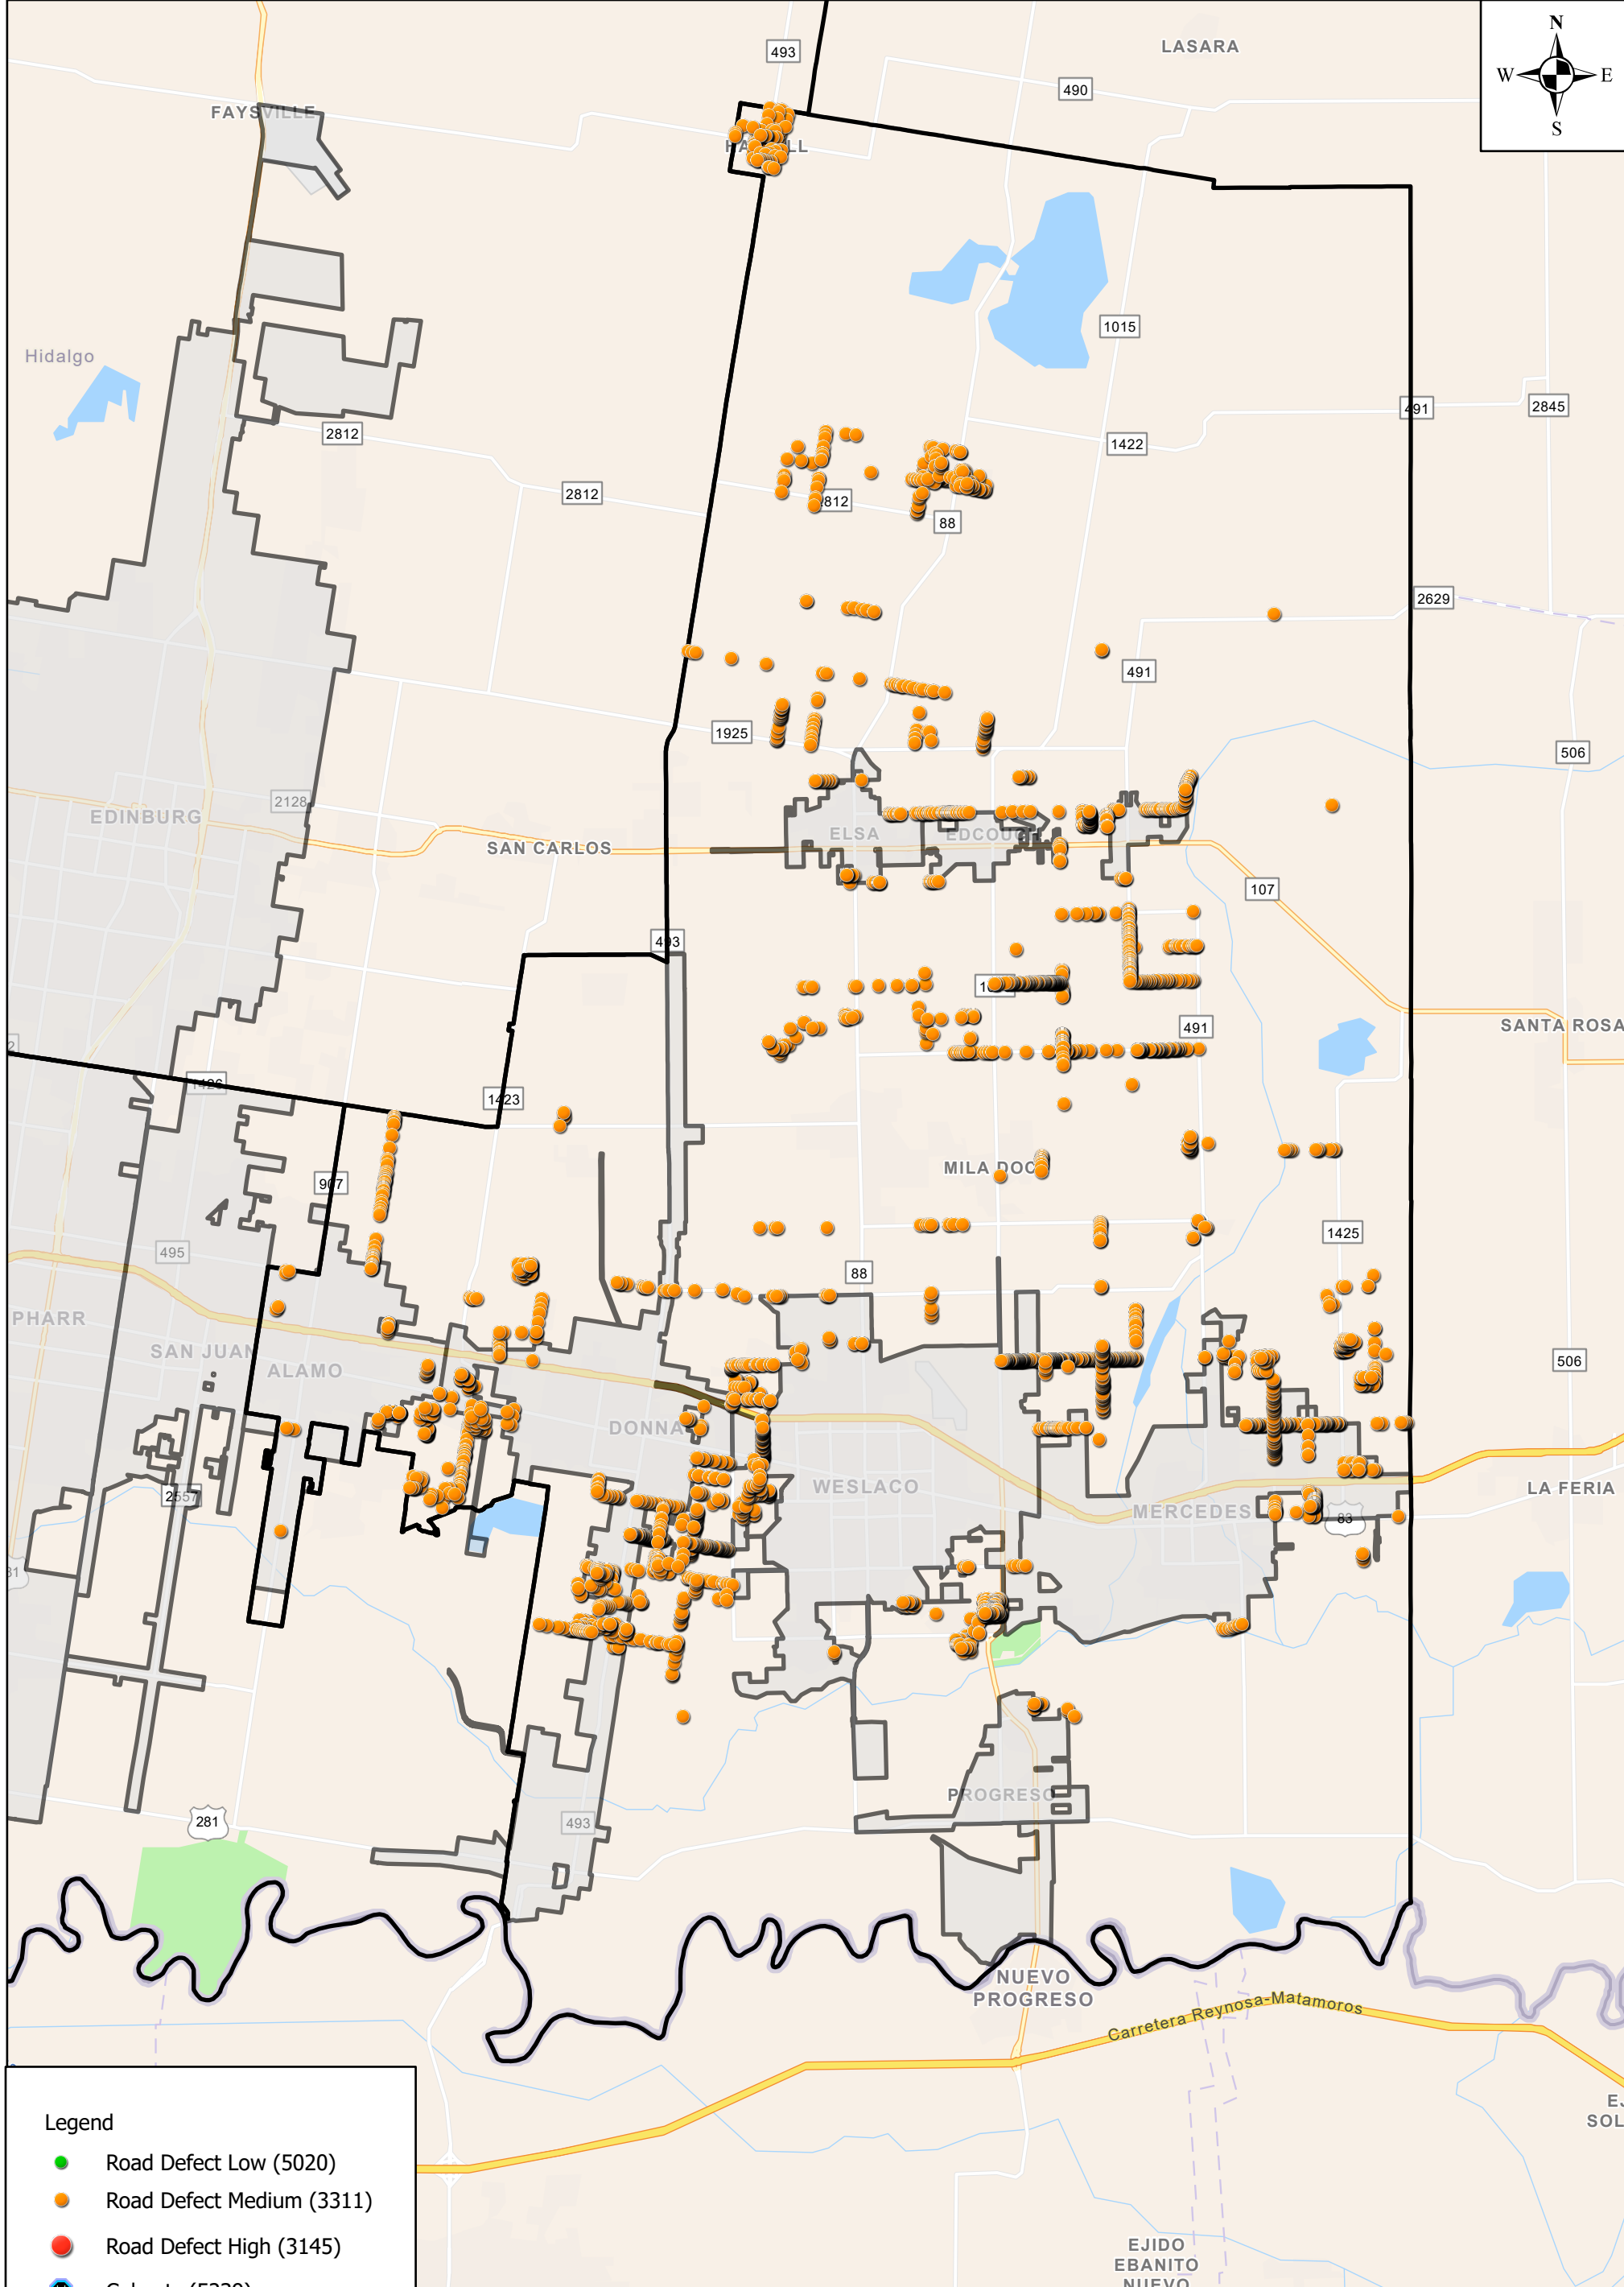 493
LASARA
N
W E
S
490
FAYSVILLE
1015
Hidalgo
491
2845
2812
1422
2812
88
2629
491
1925
506
2128
EDINBURG
ELSA
SAN CARLOS
107
493
491
SANTA ROSA
1426
1423
MILA DOC
907
1425
495
88
PHARR
SAN JUAN
506
ALAMO
DONNA
WESLACO
LA FERIA
2557
MERCEDES
83
PROGRESO
281
493
NUEVO
PROGRESO
Carretera Reynosa-Matamoros
Legend
Road Defect Low (5020)
Road Defect Medium (3311)
Road Defect High (3145)
EJIDO
EBANITO
NUEVO